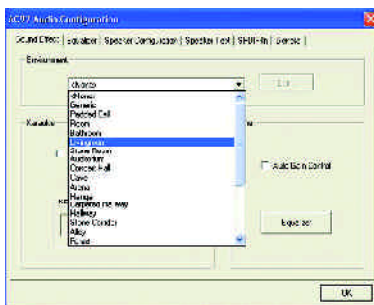 AC97 Audio Configuration
Sound Effect | Equalizer | Speaker Configuration | Speaker Test | SPDIF-In | General
Environment
<None>
<None>
Generic
Padded Cell
Room
Bathroom
Livingroom
Stone Room
Auditorium
Concert Hall
Cave
Arena
Hangar
Carpeted Hallway
Hallway
Stone Corridor
Alley
Forest
Karaoke
Auto Gain Control
Equalizer
OK